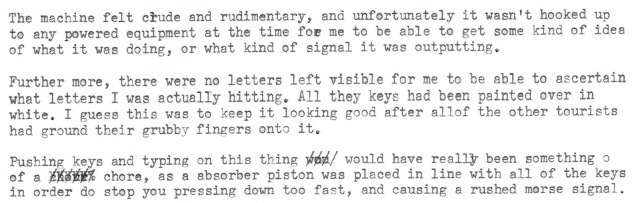 The machine felt crude and rudimentary, and unfortunately it wasn't hooked up
to any powered equipment at the time for me to be able to get some kind of idea
of what it was doing, or what kind of signal it was outputting.
Further more, there were no letters left visible for me to be able to ascertain
what letters I was actually hitting. All they keys had been painted over in
white. I guess this was to keep it looking good after allof the other tourists
had ground their grubby fingers onto it.
Pushing keys and typing on this thing would have really been something o
of a chore, as a absorber piston was placed in line with all of the keys
in order do stop you pressing down too fast, and causing a rushed morse signal.